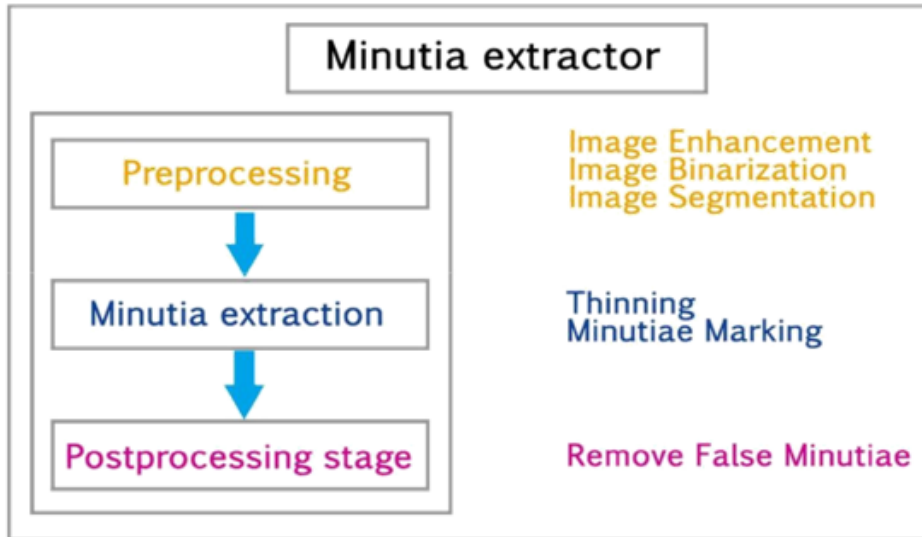 Minutia extractor
Preprocessing
Image Enhancement
Image Binarization
Image Segmentation
Minutia extraction
Thinning
Minutiae Marking
Postprocessing stage
Remove False Minutiae